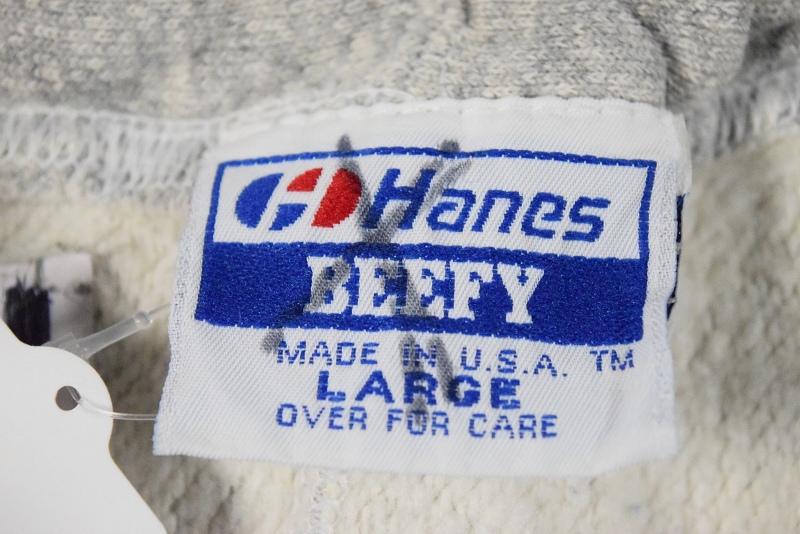 Hanes
BEEFY
MADE IN U.S.A. TM
LARGE
OVER FOR CARE